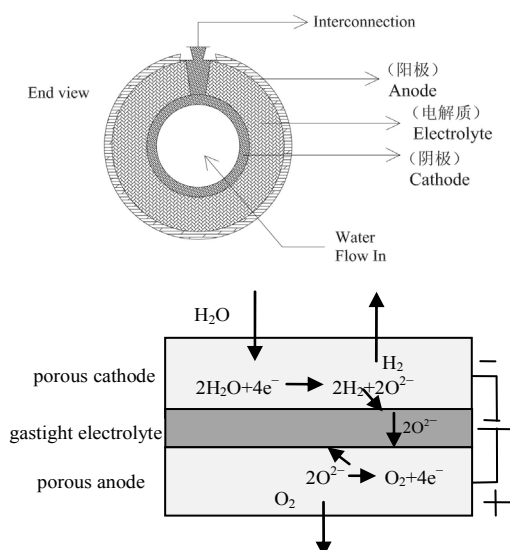 Interconnection
End view
（阳极）
Anode
（电解质）
Electrolyte
（阴极）
Cathode
Water
Flow In
H₂O
H₂
−
porous cathode
2H₂O+4e⁻ 2H₂+2O²⁻
gastight electrolyte
2O²⁻
porous anode
2O²⁻ O₂+4e⁻
O₂
+